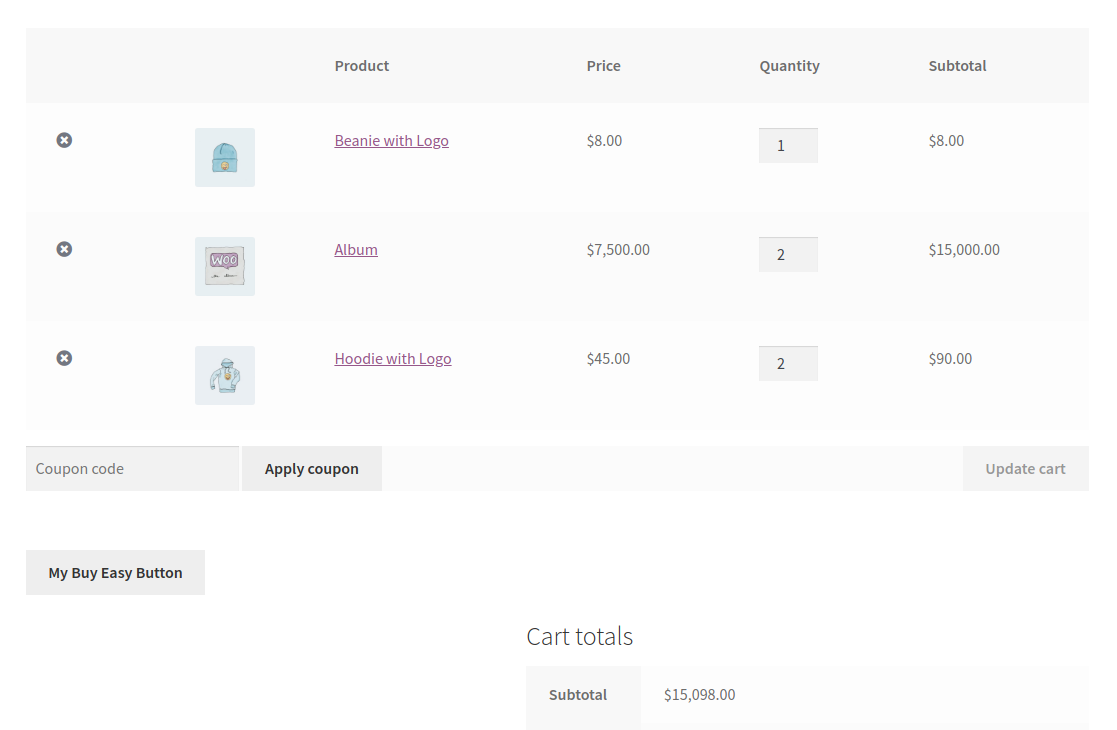 Product Price Quantity Subtotal
Beanie with Logo $8.00 1 $8.00
WOO
Album $7,500.00 2 $15,000.00
Hoodie with Logo $45.00 2 $90.00
Coupon code Apply coupon Update cart
My Buy Easy Button
Cart totals
Subtotal $15,098.00